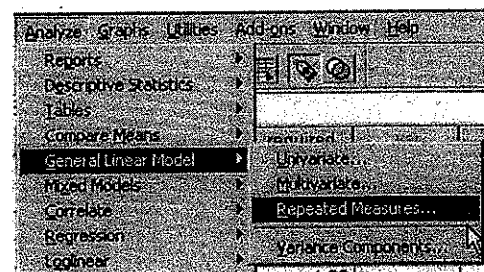 Analyze Graphs Utilities Add-ons Window Help
Reports
Descriptive Statistics
Tables
Compare Means
General Linear Model
Univariate...
Mixed Models
Multivariate...
Correlate
Repeated Measures...
Regression
Variance Components...
Loglinear